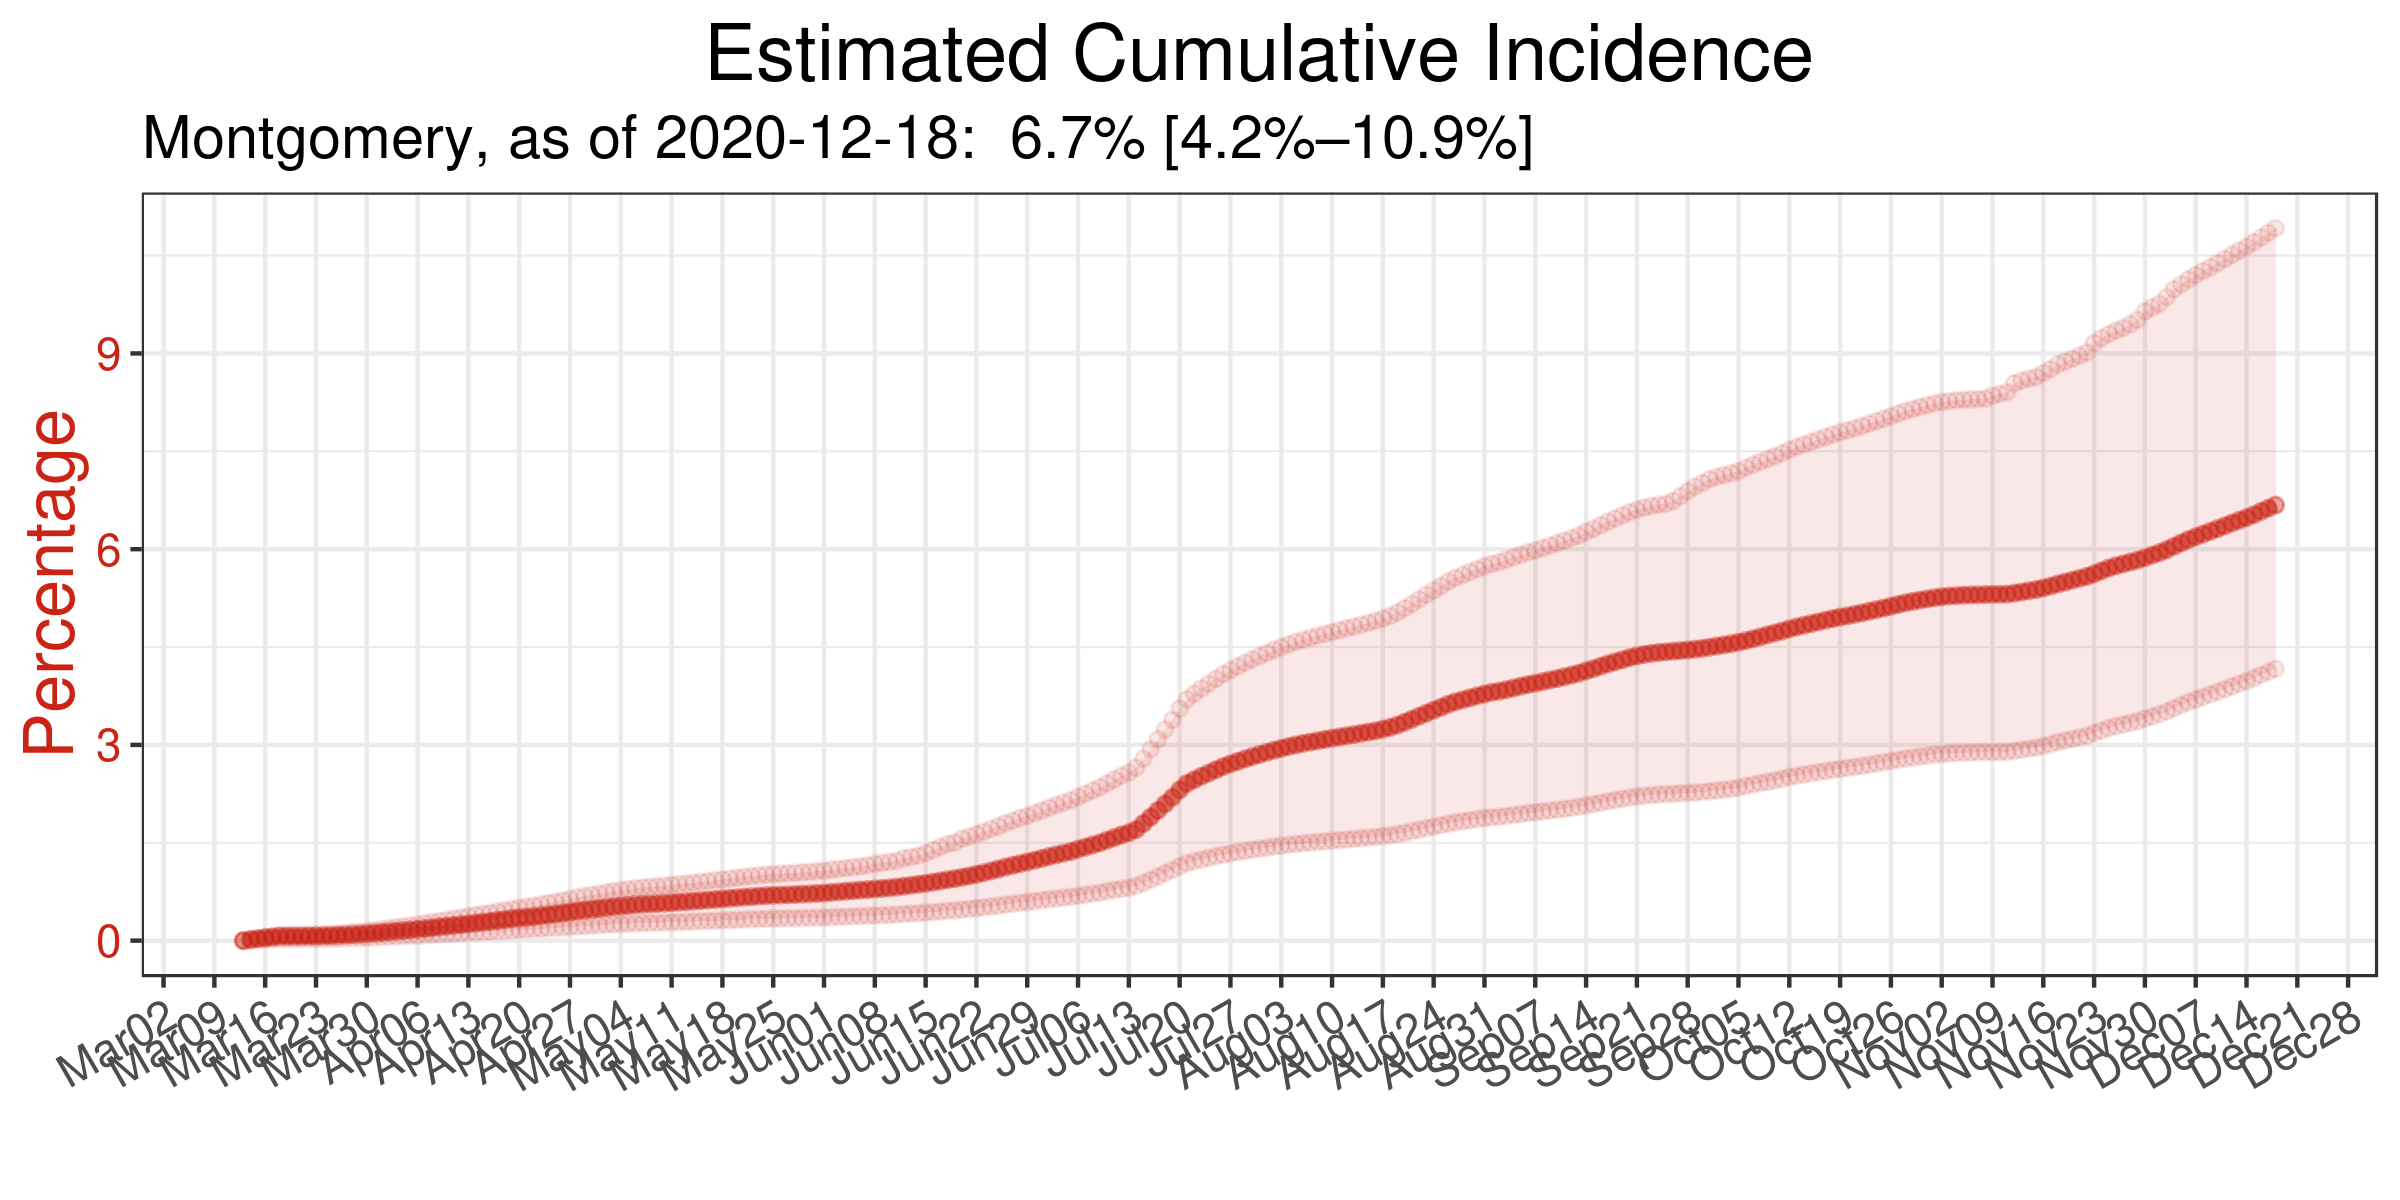 Estimated Cumulative Incidence
Montgomery, as of 2020-12-18:  6.7% [4.2%–10.9%]
Percentage
9
6
3
0
Mar02
Mar09
Mar16
Mar23
Mar30
Apr06
Apr13
Apr20
Apr27
May04
May11
May18
May25
Jun01
Jun08
Jun15
Jun22
Jun29
Jul06
Jul13
Jul20
Jul27
Aug03
Aug10
Aug17
Aug24
Aug31
Sep07
Sep14
Sep21
Sep28
Oct05
Oct12
Oct19
Oct26
Nov02
Nov09
Nov16
Nov23
Nov30
Dec07
Dec14
Dec21
Dec28